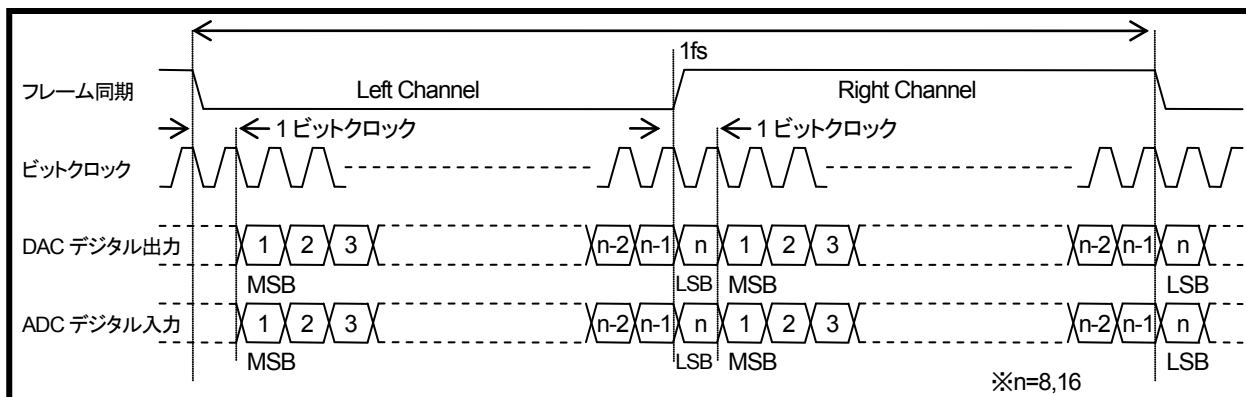 1fs
フレーム同期 Left Channel Right Channel
1 ビットクロック 1 ビットクロック
ビットクロック
DAC デジタル出力 1 2 3 n-2 n-1 n 1 2 3 n-2 n-1 n
MSB LSB MSB LSB
ADC デジタル入力 1 2 3 n-2 n-1 n 1 2 3 n-2 n-1 n
MSB LSB MSB LSB
※n=8,16